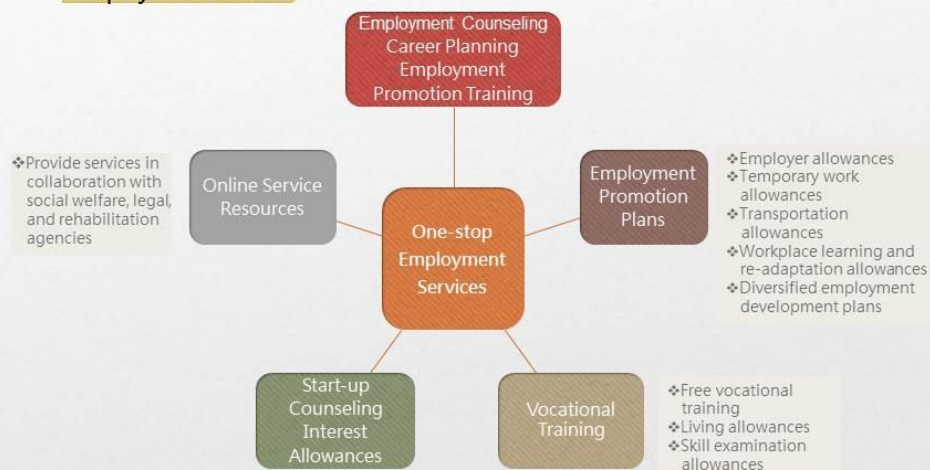 Employment Counseling
Career Planning
Employment
Promotion Training
❖Provide services in
collaboration with
social welfare, legal,
and rehabilitation
agencies
Online Service
Resources
One-stop
Employment
Services
Employment
Promotion
Plans
❖Employer allowances
❖Temporary work
allowances
❖Transportation
allowances
❖Workplace learning and
re-adaptation allowances
❖Diversified employment
development plans
Start-up
Counseling
Interest
Allowances
Vocational
Training
❖Free vocational
training
❖Living allowances
❖Skill examination
allowances